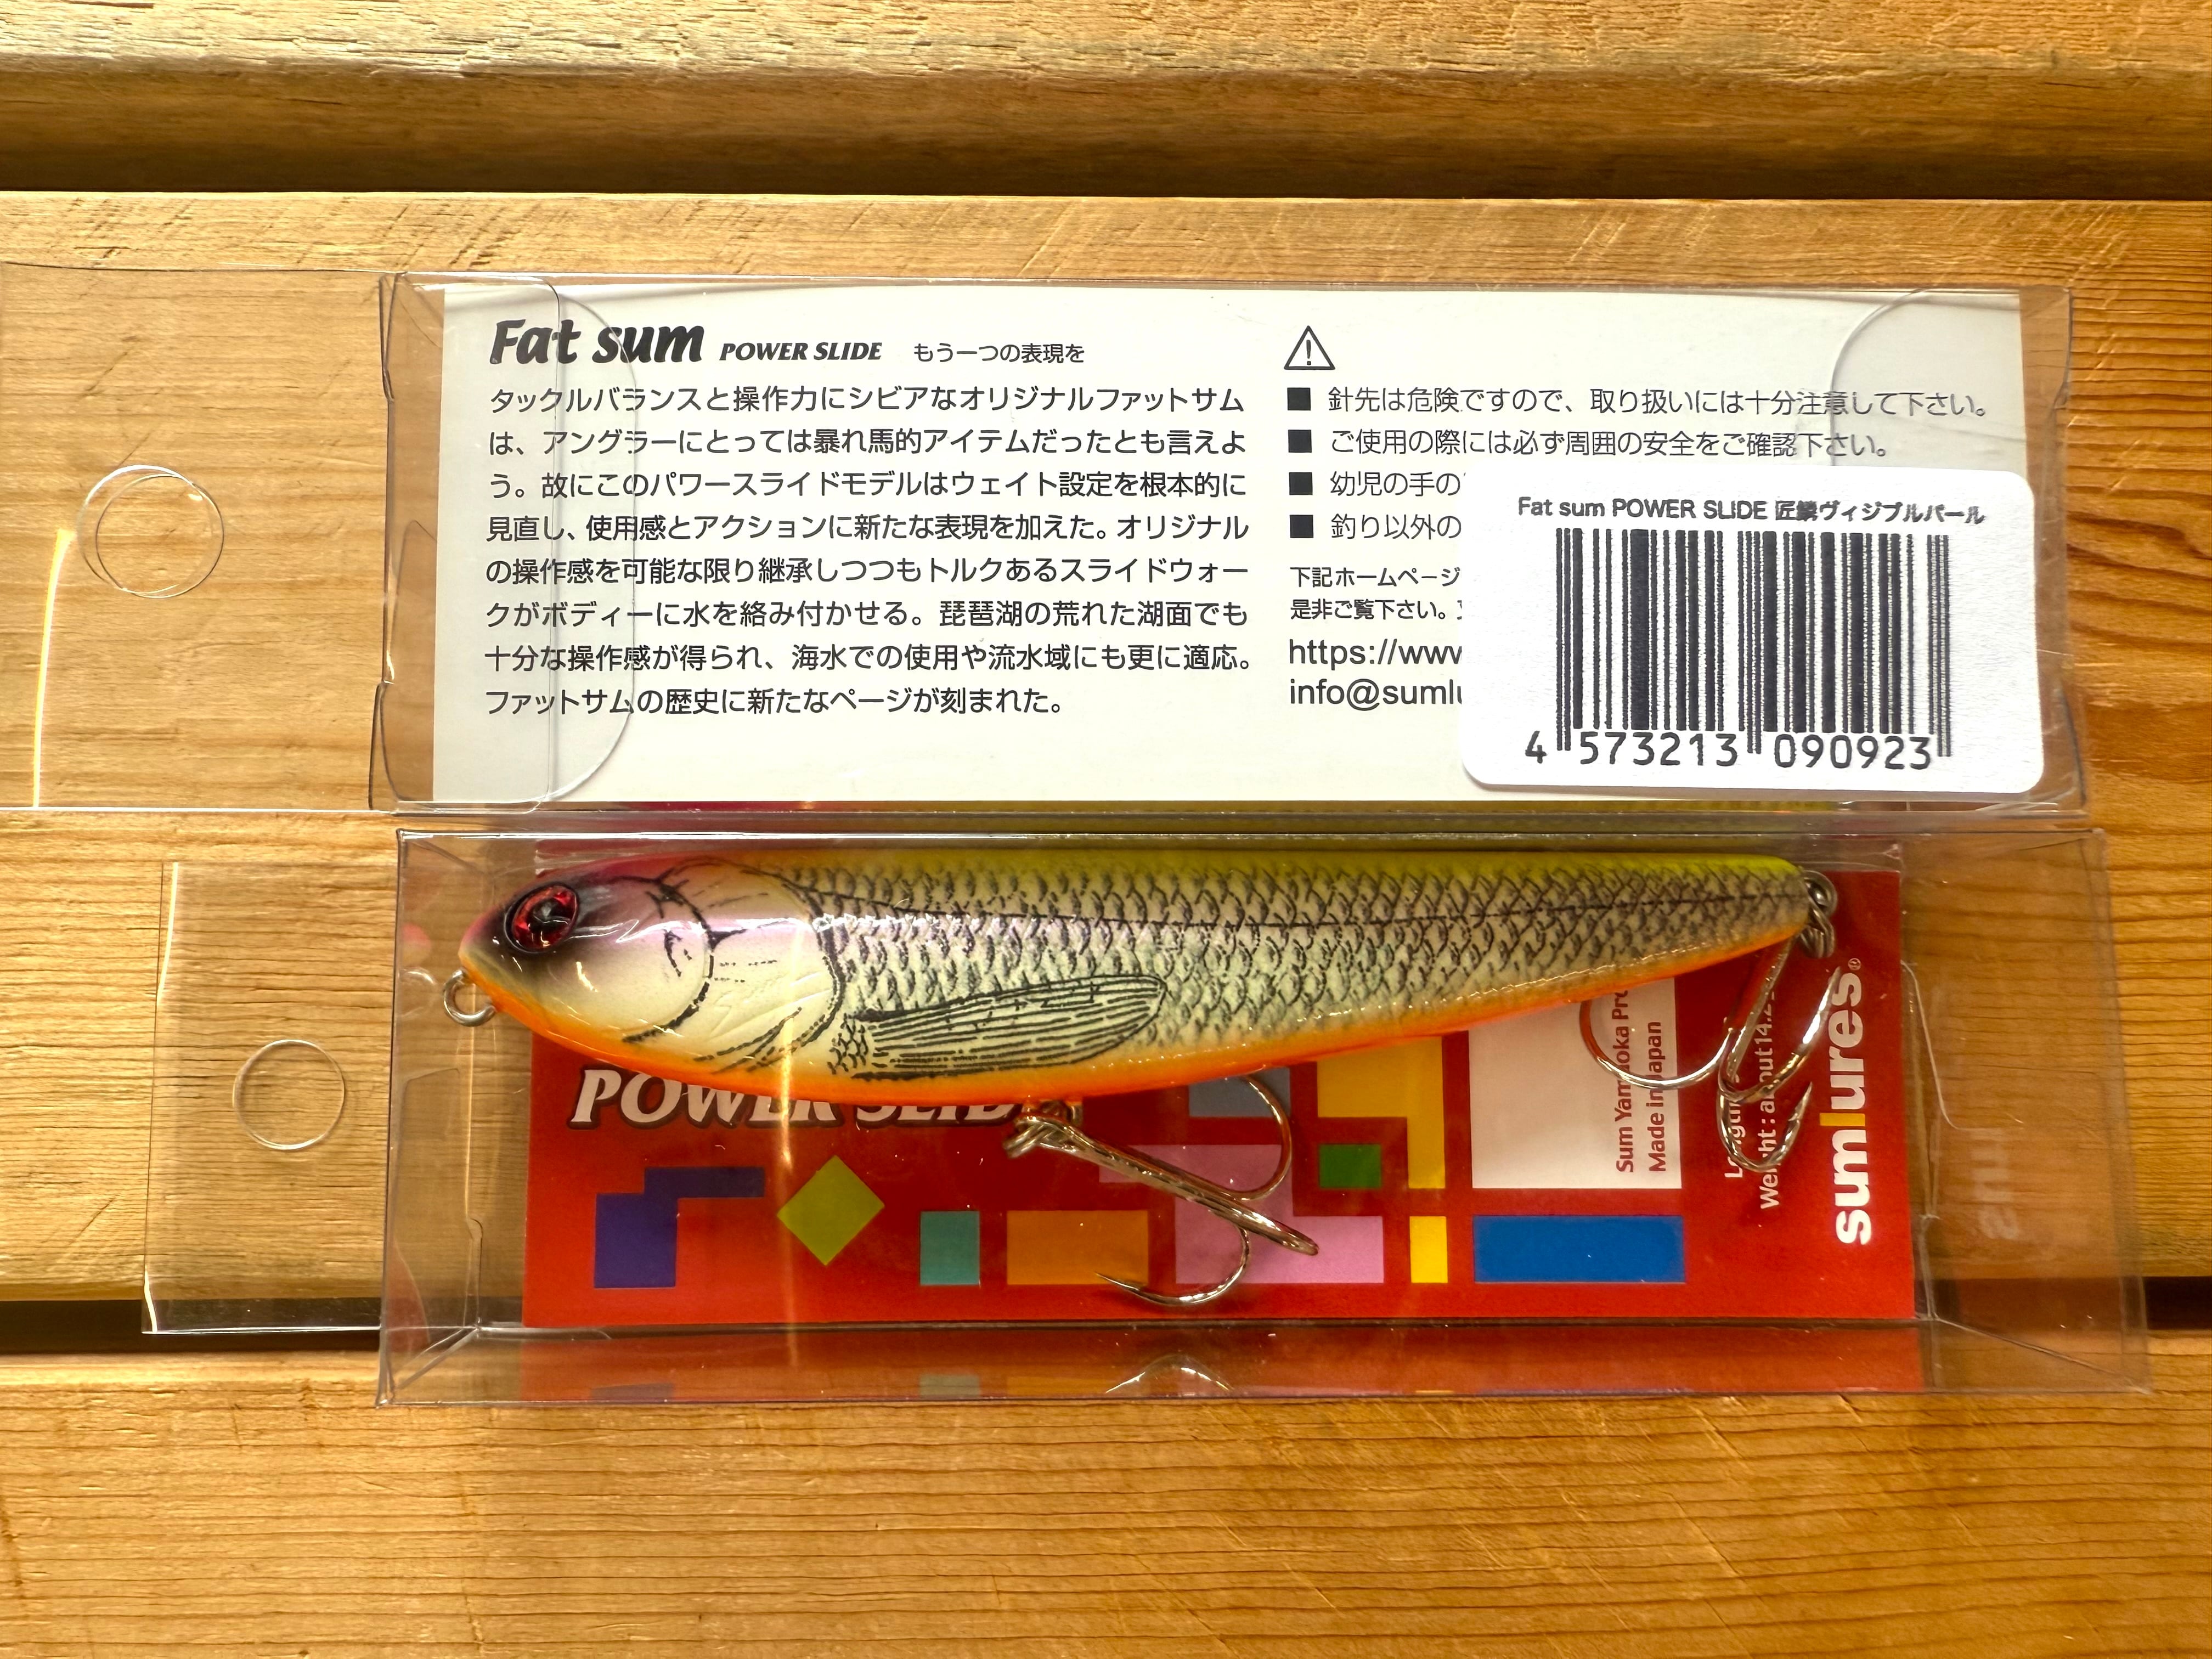 Fat sum POWER SLIDE もう一つの表現を
タックルバランスと操作力にシビアなオリジナルファットサム
は、アングラーにとっては暴れ馬的アイテムだったとも言えよ
う。故にこのパワースライドモデルはウェイト設定を根本的に
見直し、使用感とアクションに新たな表現を加えた。オリジナル
の操作感を可能な限り継承しつつもトルクあるスライドウォー
クがボディーに水を絡み付かせる。琵琶湖の荒れた湖面でも
十分な操作感が得られ、海水での使用や流水域にも更に適応。
ファットサムの歴史に新たなページが刻まれた。
■ 針先は危険ですので、取り扱いには十分注意して下さい。
■ ご使用の際には必ず周囲の安全をご確認下さい。
■ 幼児の手の
■ 釣り以外の
下記ホームページ
是非ご覧下さい。
https://www
info@sumlu
Fat sum POWER SLIDE 匠鱗ヴィジブルパール
4 573213 090923
POWER SLIDE
Made in Japan
Weight : about 14.2
sumlures